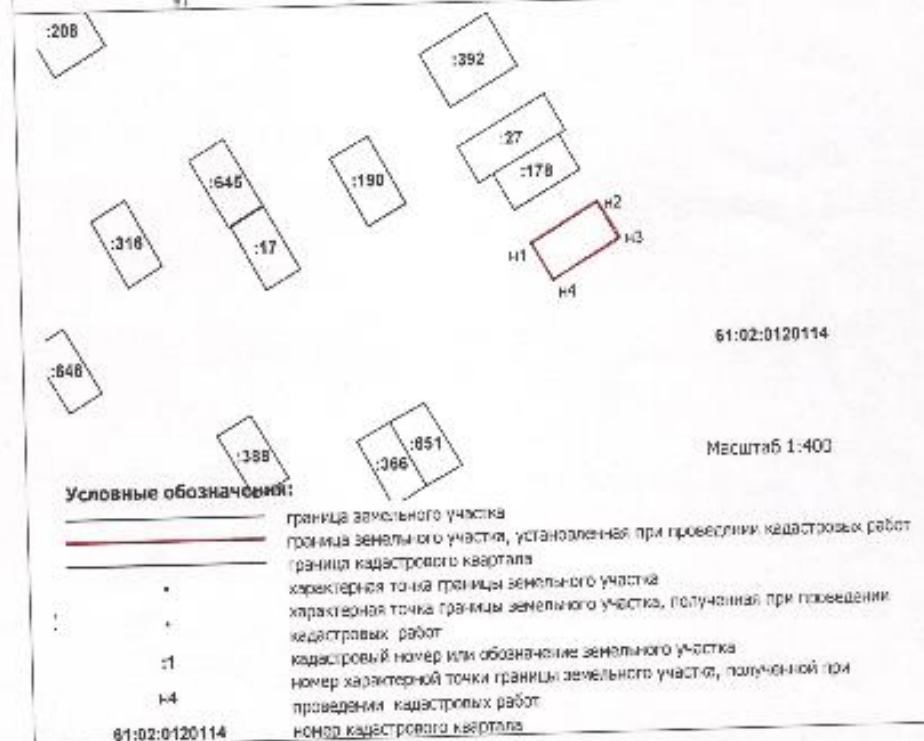 :208
:392
:27
:178
:645
:190
:316
:17
н2
н3
н1
н4
61:02:0120114
:646
Масштаб 1:400
:651
:388
:366
Условные обозначения:
граница земельного участка
граница земельного участка, установленная при проведении кадастровых работ
граница кадастрового квартала
характерная точка границы земельного участка
характерная точка границы земельного участка, полученная при проведении
кадастровых работ
:1 кадастровый номер или обозначение земельного участка
н4 номер характерной точки границы земельного участка, полученной при
проведении кадастровых работ
61:02:0120114 номер кадастрового квартала